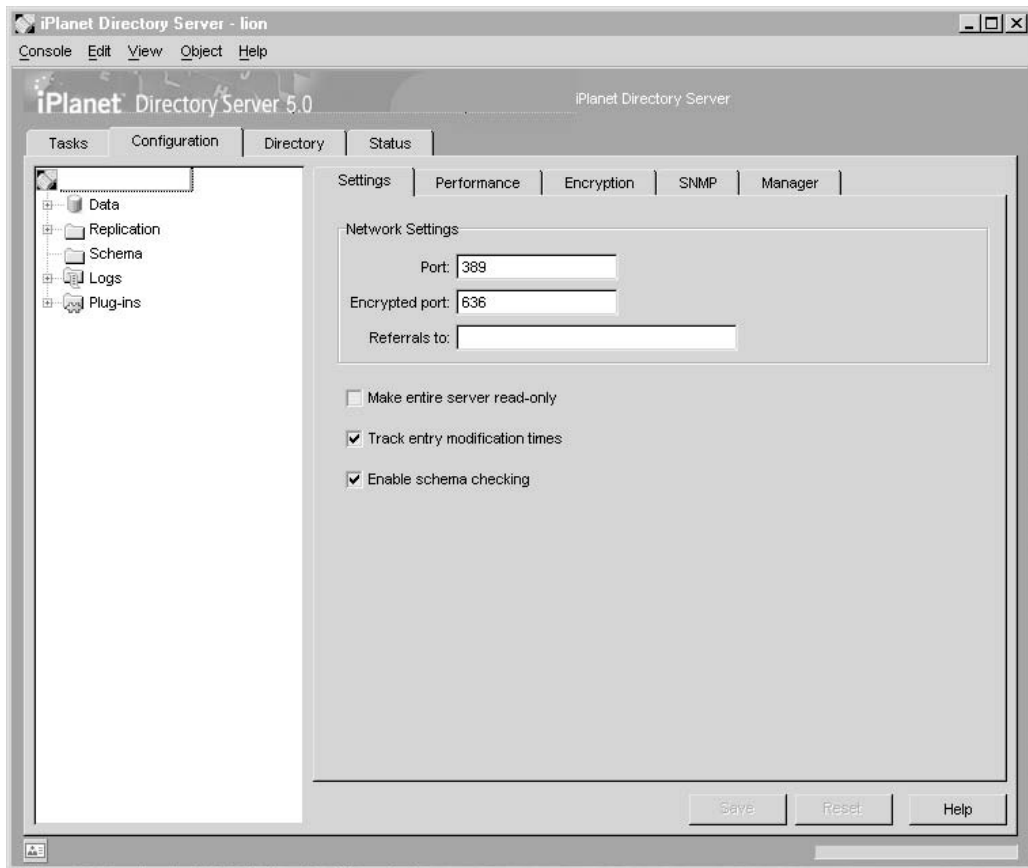 iPlanet Directory Server - lion
Console Edit View Object Help
iPlanet Directory Server 5.0
iPlanet Directory Server
Tasks Configuration Directory Status
Settings Performance Encryption SNMP Manager
Data
Replication
Schema
Logs
Plug-ins
Network Settings
Port: 389
Encrypted port: 636
Referrals to:
Make entire server read-only
Track entry modification times
Enable schema checking
Save Reset Help